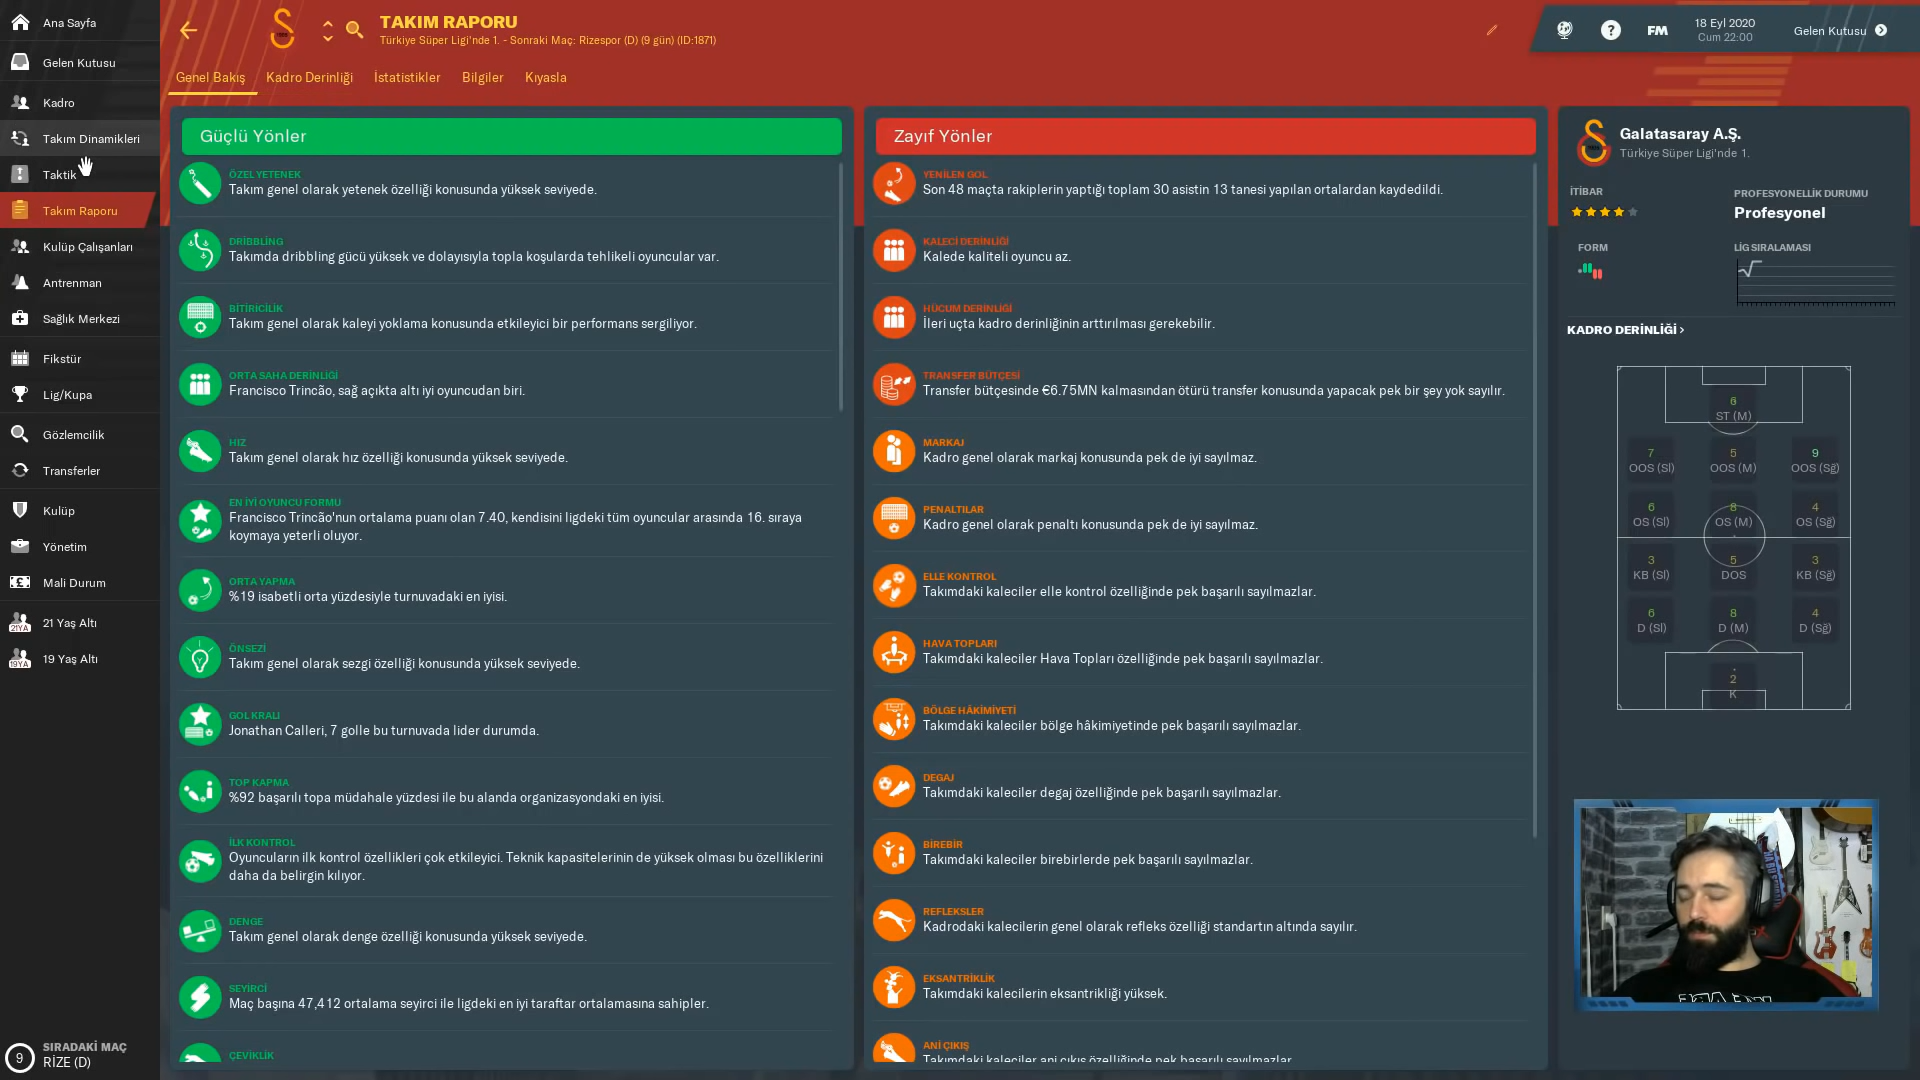 Ana Sayfa
Gelen Kutusu
Kadro
Takım Dinamikleri
Taktik
Takım Raporu
Kulüp Çalışanları
Antrenman
Sağlık Merkezi
Fikstür
Lig/Kupa
Gözlemcilik
Transferler
Kulüp
Yönetim
Mali Durum
21YA
21 Yaş Altı
19YA
19 Yaş Altı
9
SIRADAKİ MAÇ
RİZE (D)
TAKIM RAPORU
Türkiye Süper Ligi'nde 1. - Sonraki Maç: Rizespor (D) (9 gün) (ID:1871)
?
FM
18 Eyl 2020
Cum 22:00
Gelen Kutusu
Genel Bakış
Kadro Derinliği
İstatistikler
Bilgiler
Kıyasla
Güçlü Yönler
ÖZEL YETENEK
Takım genel olarak yetenek özelliği konusunda yüksek seviyede.
DRİBBLİNG
Takımda dribbling gücü yüksek ve dolayısıyla topla koşularda tehlikeli oyuncular var.
BİTİRİCİLİK
Takım genel olarak kaleyi yoklama konusunda etkileyici bir performans sergiliyor.
ORTA SAHA DERİNLİĞİ
Francisco Trincão, sağ açıkta altı iyi oyuncudan biri.
HIZ
Takım genel olarak hız özelliği konusunda yüksek seviyede.
EN İYİ OYUNCU FORMU
Francisco Trincão'nun ortalama puanı olan 7.40, kendisini ligdeki tüm oyuncular arasında 16. sıraya
koymaya yeterli oluyor.
ORTA YAPMA
%19 isabetli orta yüzdesiyle turnuvadaki en iyisi.
ÖNSEZİ
Takım genel olarak sezgi özelliği konusunda yüksek seviyede.
GOL KRALI
Jonathan Calleri, 7 golle bu turnuvada lider durumda.
TOP KAPMA
%92 başarılı topa müdahale yüzdesi ile bu alanda organizasyondaki en iyisi.
İLK KONTROL
Oyuncuların ilk kontrol özellikleri çok etkileyici. Teknik kapasitelerinin de yüksek olması bu özelliklerini
daha da belirgin kılıyor.
DENGE
Takım genel olarak denge özelliği konusunda yüksek seviyede.
SEYİRCİ
Maç başına 47,412 ortalama seyirci ile ligdeki en iyi taraftar ortalamasına sahipler.
ÇEVİKLİK
Zayıf Yönler
YENİLEN GOL
Son 48 maçta rakiplerin yaptığı toplam 30 asistin 13 tanesi yapılan ortalardan kaydedildi.
KALECİ DERİNLİĞİ
Kalede kaliteli oyuncu az.
HÜCUM DERİNLİĞİ
İleri uçta kadro derinliğinin arttırılması gerekebilir.
TRANSFER BÜTÇESİ
Transfer bütçesinde €6.75MN kalmasından ötürü transfer konusunda yapacak pek bir şey yok sayılır.
MARKAJ
Kadro genel olarak markaj konusunda pek de iyi sayılmaz.
PENALTILAR
Kadro genel olarak penaltı konusunda pek de iyi sayılmaz.
ELLE KONTROL
Takımdaki kaleciler elle kontrol özelliğinde pek başarılı sayılmazlar.
HAVA TOPLARI
Takımdaki kaleciler Hava Topları özelliğinde pek başarılı sayılmazlar.
BÖLGE HÂKİMİYETİ
Takımdaki kaleciler bölge hâkimiyetinde pek başarılı sayılmazlar.
DEGAJ
Takımdaki kaleciler degaj özelliğinde pek başarılı sayılmazlar.
BİREBİR
Takımdaki kaleciler birebirlerde pek başarılı sayılmazlar.
REFLEKSLER
Kadrodaki kalecilerin genel olarak refleks özelliği standartın altında sayılır.
EKSANTRİKLİK
Takımdaki kalecilerin eksantrikliği yüksek.
ANİ ÇIKIŞ
Takımdaki kaleciler ani çıkış özelliğinde pek başarılı sayılmazlar.
Galatasaray A.Ş.
Türkiye Süper Ligi'nde 1.
İTİBAR
PROFESYONELLİK DURUMU
Profesyonel
FORM
LİG SIRALAMASI
KADRO DERİNLİĞİ >
6
ST (M)
7
OOS (Sl)
5
OOS (M)
9
OOS (Sğ)
6
OS (Sl)
8
OS (M)
4
OS (Sğ)
3
KB (Sl)
5
DOS
3
KB (Sğ)
6
D (Sl)
8
D (M)
4
D (Sğ)
2
K